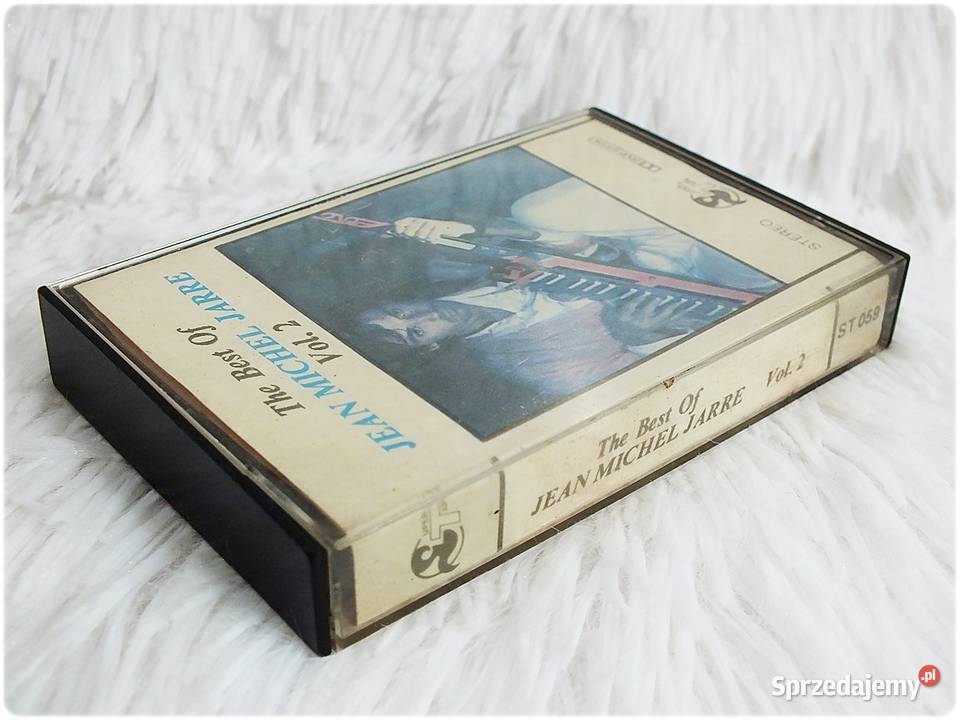 The Best Of
JEAN MICHEL JARRE
Vol. 2
STEREO
The Best Of
JEAN MICHEL JARRE
Vol. 2
ST 059
Sprzedajemy.pl